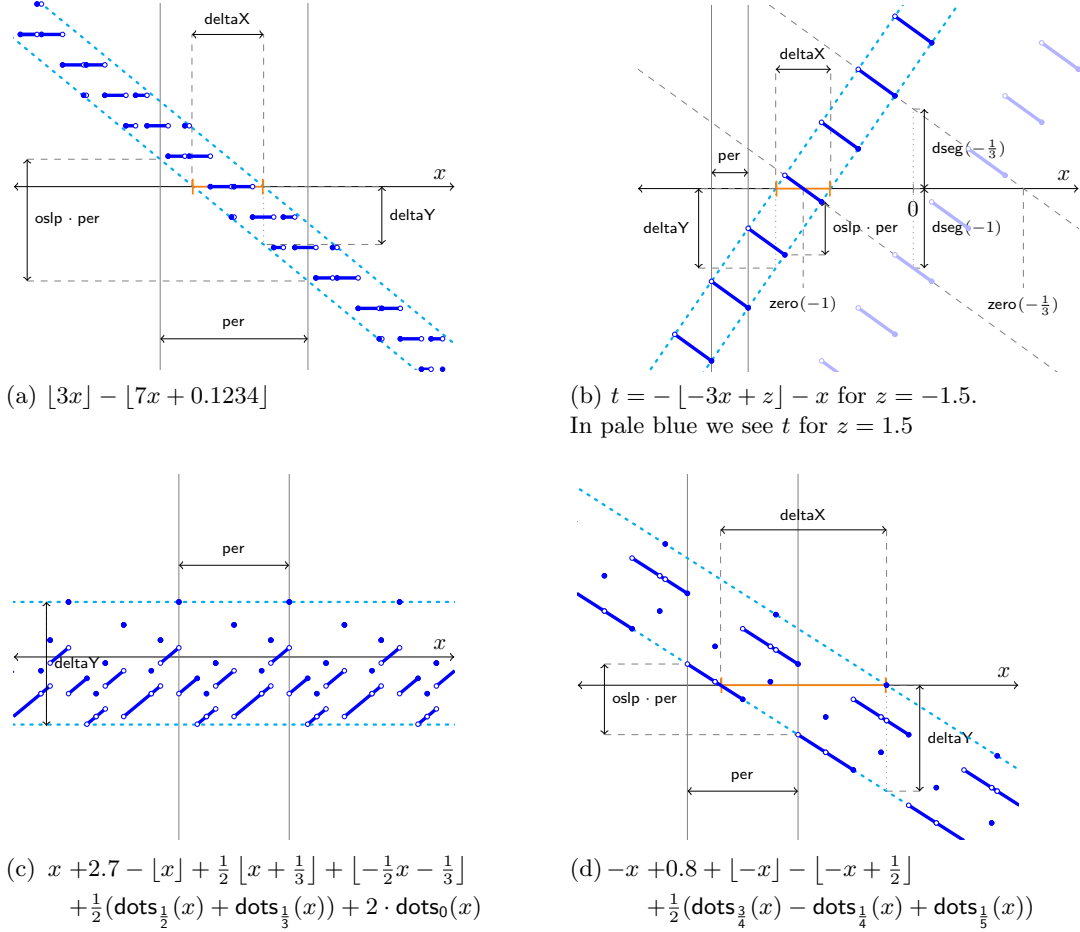 deltaX
x
oslp · per
deltaY
per
(a) ⌊3x⌋ − ⌊7x + 0.1234⌋
deltaX
per
dseg(−1/3)
x
0
deltaY
oslp · per
dseg(−1)
zero(−1)
zero(−1/3)
(b) t = − ⌊−3x + z⌋ − x for z = −1.5.
In pale blue we see t for z = 1.5
per
x
deltaY
(c) x +2.7 − ⌊x⌋ + 1/2 ⌊x + 1/3⌋ + ⌊−1/2x − 1/3⌋
+1/2(dots_{1/2}(x) + dots_{1/3}(x)) + 2 · dots_0(x)
deltaX
x
oslp · per
deltaY
per
(d) −x +0.8 + ⌊−x⌋ − ⌊−x + 1/2⌋
+1/2(dots_{3/4}(x) − dots_{1/4}(x) + dots_{1/5}(x))